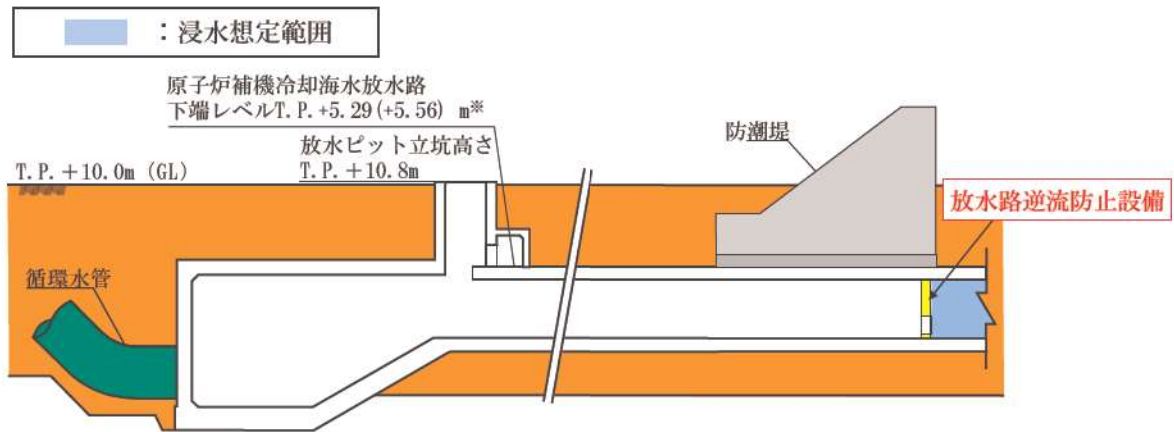 ：浸水想定範囲
原子炉補機冷却海水放水路
下端レベルT.P.+5.29(+5.56) m※
防潮堤
放水ピット立坑高さ
T.P.+10.8m
T.P.+10.0m (GL)
放水路逆流防止設備
循環水管